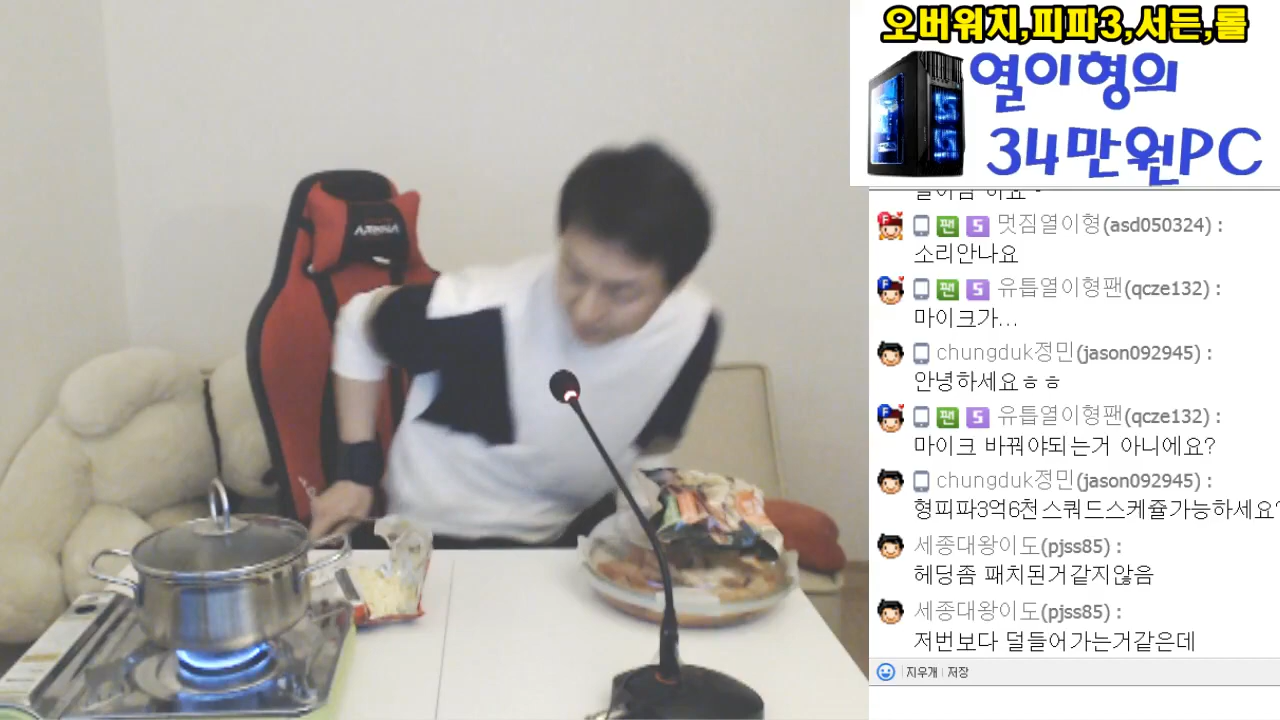 오버워치,피파3,서든,롤
열이형의
34만원PC
ARENA
멋짐열이형(asd050324) :
소리안나요
유튭열이형팬(qcze132) :
마이크가...
chungduk정민(jason092945) :
안녕하세요ㅎㅎ
유튭열이형팬(qcze132) :
마이크 바꿔야되는거 아니에요?
chungduk정민(jason092945) :
형피파3억6천스쿼드스케쥴가능하세요?
세종대왕이도(pjss85) :
헤딩좀 패치된거같지않음
세종대왕이도(pjss85) :
저번보다 덜들어가는거같은데
지우개 | 저장